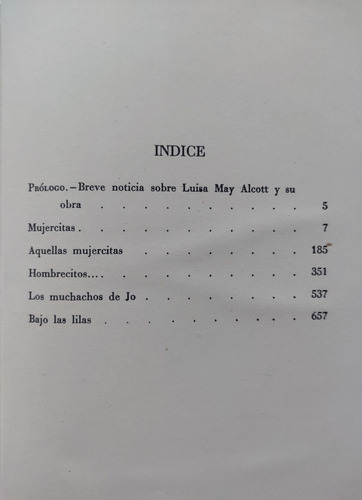 INDICE
PRÓLOGO.—Breve noticia sobre Luisa May Alcott y su
obra . . . . . . . . . . 5
Mujercitas . . . . . . . . . . . 7
Aquellas mujercitas . . . . . . . . . 185
Hombrecitos... . . . . . . . . . . 351
Los muchachos de Jo . . . . . . . . 537
Bajo las lilas . . . . . . . . . . 657